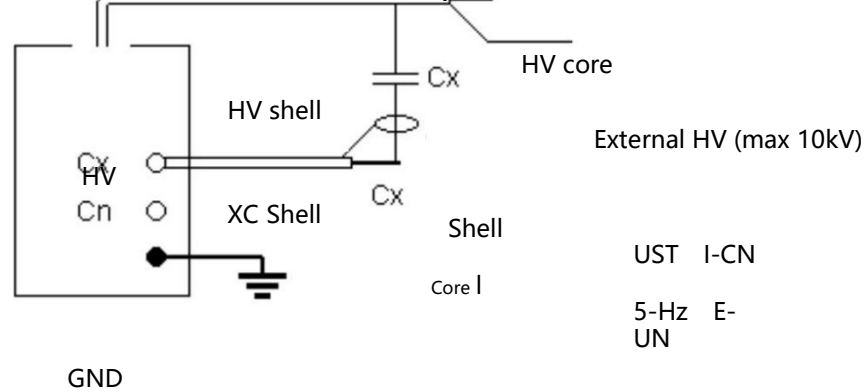 HV core
Cx
HV shell
External HV (max 10kV)
Cx
HV
Cx
Cn
XC Shell
Shell
UST I-CN
Core I
5-Hz E-
UN
GND